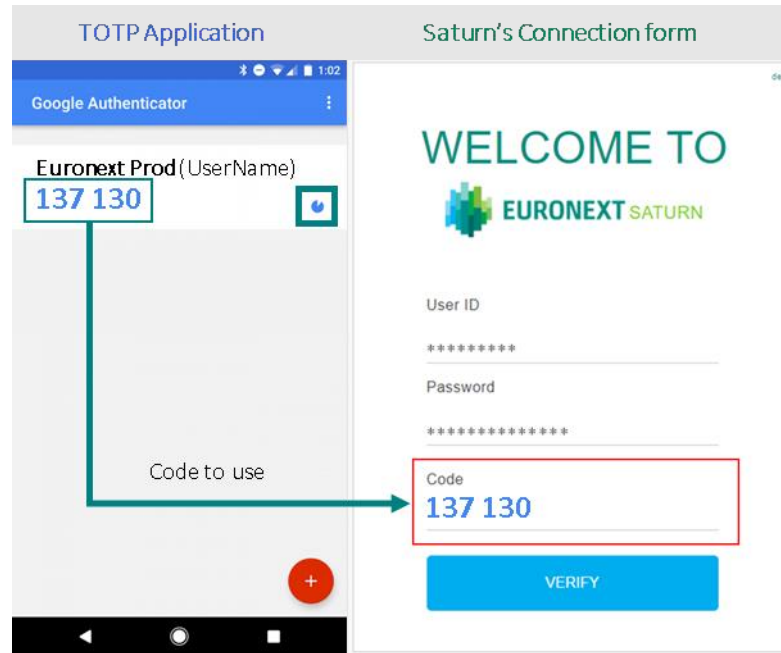 TOTP Application
Saturn's Connection form
1:02
Google Authenticator
Euronext Prod (UserName)
137 130
Code to use
+
de
WELCOME TO
EURONEXT SATURN
User ID
*********
Password
**************
Code
137 130
VERIFY